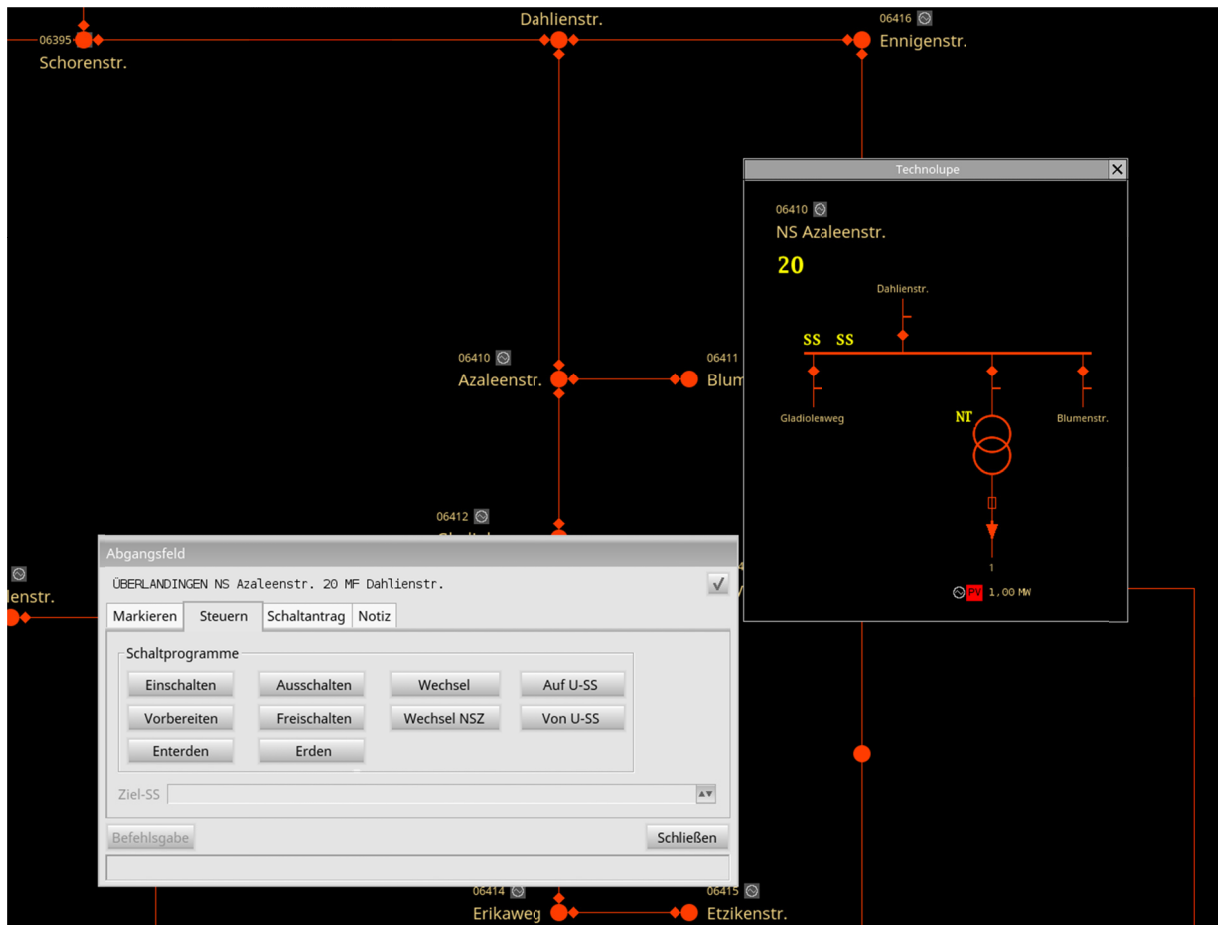 Dahlienstr.
06416
06395
Ennigenstr.
Schorenstr.
Technolupe
06410
NS Azaleenstr.
20
Dahlienstr.
SS SS
06410
06411
Azaleenstr.
Gladiolenweg
NT
Blumenstr.
06412
Abgangsfeld
ÜBERLANDINGEN NS Azaleenstr. 20 MF Dahlienstr.
1
lenstr.
PV 1,00 MW
Markieren Steuern Schaltantrag Notiz
Schaltprogramme
Einschalten Ausschalten Wechsel Auf U-SS
Vorbereiten Freischalten Wechsel NSZ Von U-SS
Enterden Erden
Ziel-SS
Befehlsgabe Schließen
06414 06415
Erikaweg Etzikenstr.